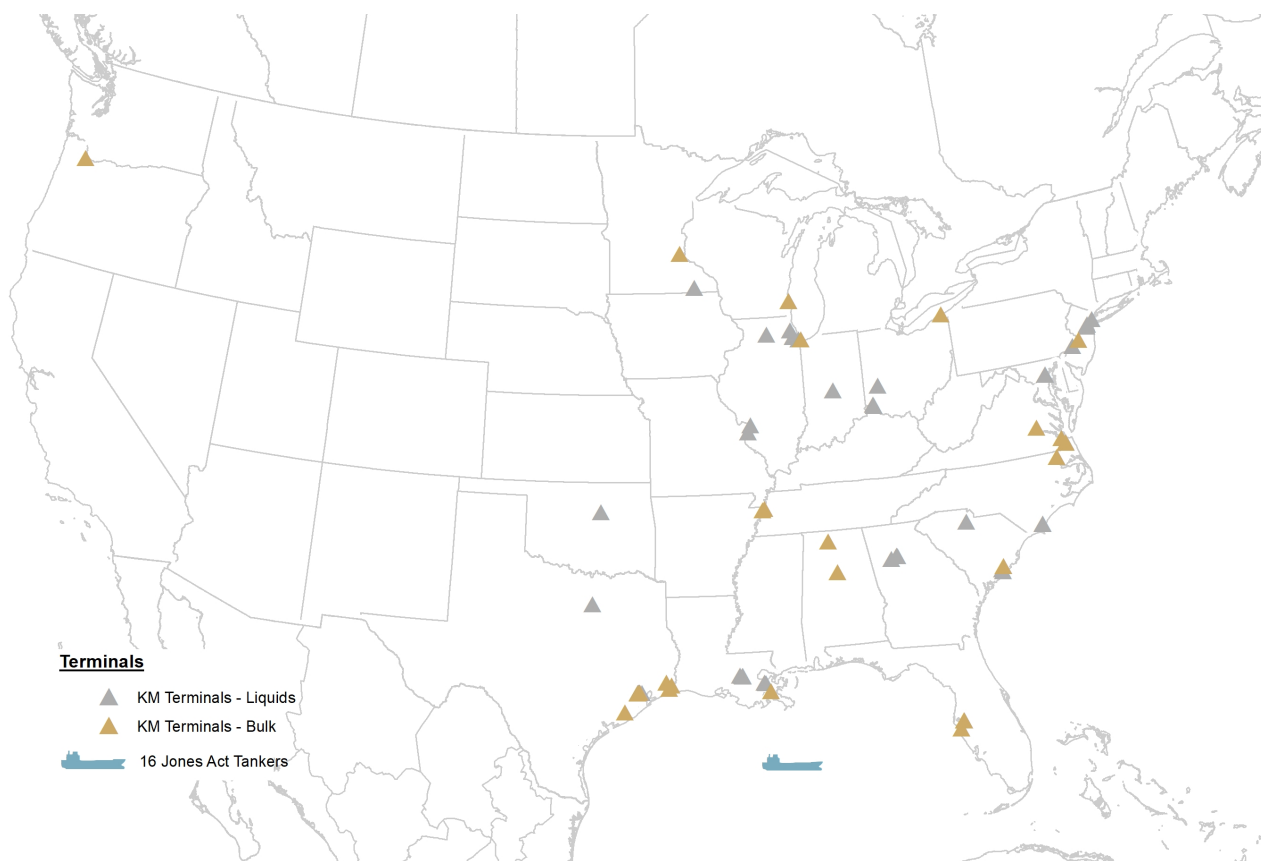 Terminals
KM Terminals - Liquids
KM Terminals - Bulk
16 Jones Act Tankers